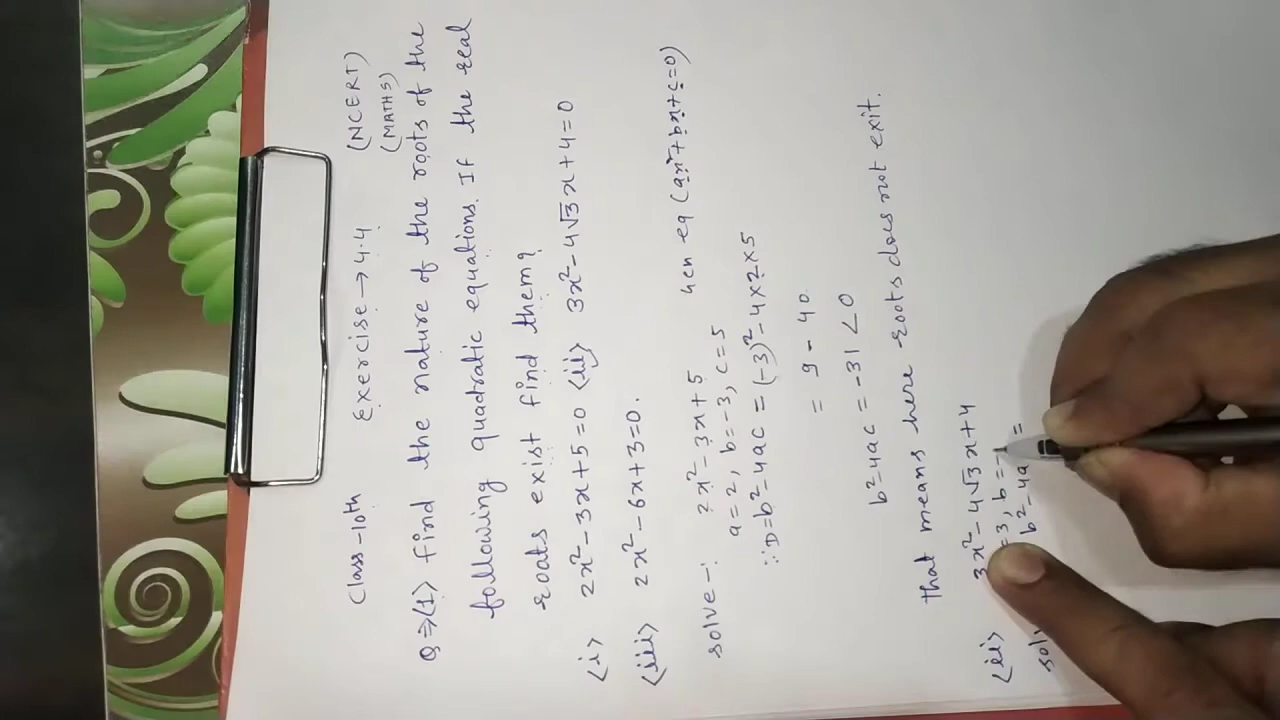 Class-10th Exercise→4.4 (NCERT)
(MATHS)
Q⇒(1) find the nature of the roots of the
following quadratic equations. If the real
roots exist find them?
<i> 2x²-3x+5=0 <ii> 3x²-4√3x+4=0
<iii> 2x²-6x+3=0.
solve-: 2x²-3x+5 acn eq (ax²+bx+c=0)
a=2, b=-3, c=5
∵D=b²-4ac = (-3)²-4×2×5
= 9-40
b²-4ac = -31<0
that means here roots does not exit.
<ii> 3x²-4√3x+4
=3, b=-
b²-4a =